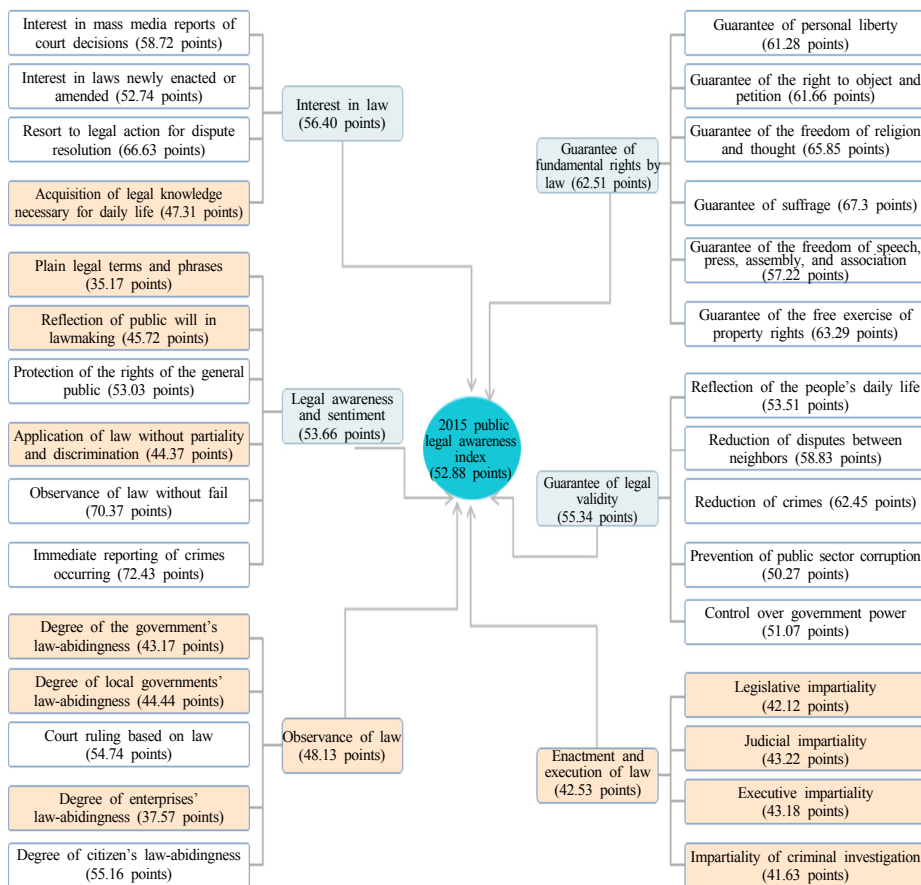 Interest in mass media reports of
court decisions (58.72 points)
Interest in laws newly enacted or
amended (52.74 points)
Resort to legal action for dispute
resolution (66.63 points)
Acquisition of legal knowledge
necessary for daily life (47.31 points)
Interest in law
(56.40 points)
Plain legal terms and phrases
(35.17 points)
Reflection of public will in
lawmaking (45.72 points)
Protection of the rights of the general
public (53.03 points)
Application of law without partiality
and discrimination (44.37 points)
Observance of law without fail
(70.37 points)
Immediate reporting of crimes
occurring (72.43 points)
Legal awareness
and sentiment
(53.66 points)
Degree of the government's
law-abidingness (43.17 points)
Degree of local governments'
law-abidingness (44.44 points)
Court ruling based on law
(54.74 points)
Degree of enterprises'
law-abidingness (37.57 points)
Degree of citizen's law-abidingness
(55.16 points)
Observance of law
(48.13 points)
2015 public
legal awareness
index
(52.88 points)
Guarantee of
fundamental rights by
law (62.51 points)
Guarantee of personal liberty
(61.28 points)
Guarantee of the right to object and
petition (61.66 points)
Guarantee of the freedom of religion
and thought (65.85 points)
Guarantee of suffrage (67.3 points)
Guarantee of the freedom of speech,
press, assembly, and association
(57.22 points)
Guarantee of the free exercise of
property rights (63.29 points)
Guarantee of legal
validity
(55.34 points)
Reflection of the people's daily life
(53.51 points)
Reduction of disputes between
neighbors (58.83 points)
Reduction of crimes (62.45 points)
Prevention of public sector corruption
(50.27 points)
Control over government power
(51.07 points)
Enactment and
execution of law
(42.53 points)
Legislative impartiality
(42.12 points)
Judicial impartiality
(43.22 points)
Executive impartiality
(43.18 points)
Impartiality of criminal investigation
(41.63 points)